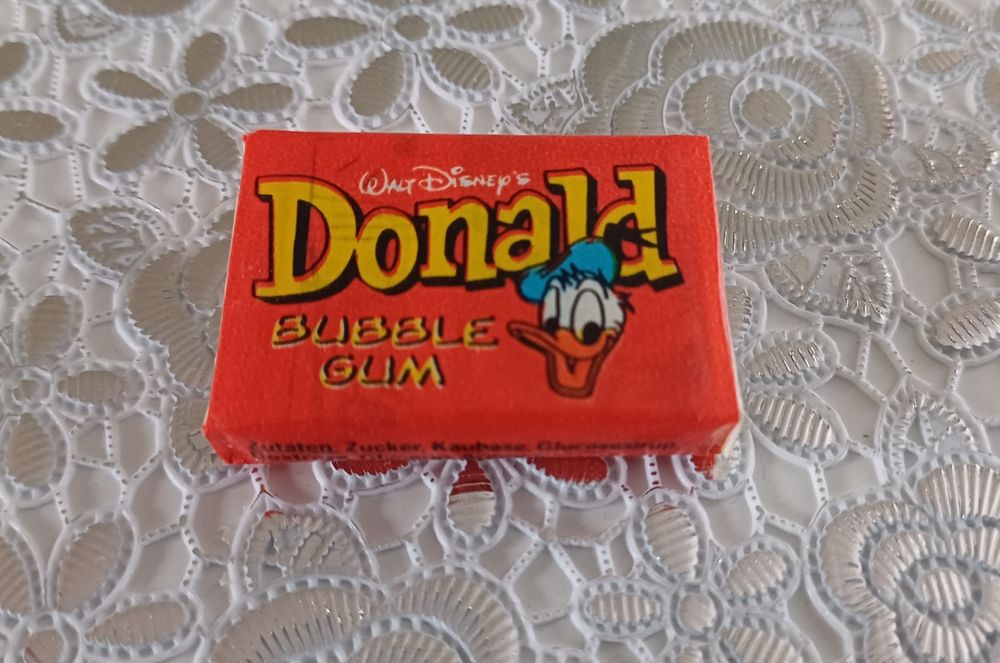 WALT DISNEY'S
Donald
BUBBLE
GUM
Zutaten: Zucker, Kaubase, Glucosesirup,